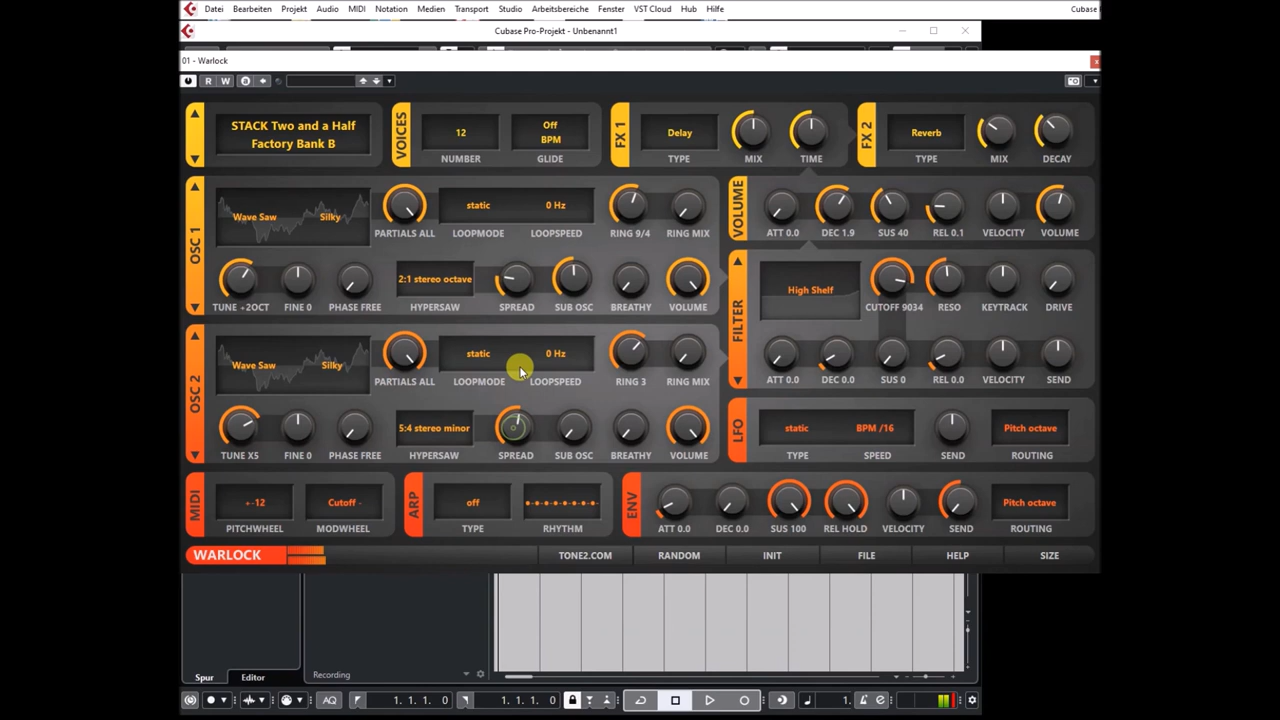 Datei Bearbeiten Projekt Audio MIDI Notation Medien Transport Studio Arbeitsbereiche Fenster VST Cloud Hub Hilfe Cubase
Cubase Pro-Projekt - Unbenannt1
01 - Warlock
R W
STACK Two and a Half
Factory Bank B
VOICES
12
NUMBER
Off
BPM
GLIDE
FX 1
Delay
TYPE
MIX
TIME
FX 2
Reverb
TYPE
MIX
DECAY
OSC 1
Wave Saw Silky
PARTIALS ALL
static 0 Hz
LOOPMODE LOOPSPEED
RING 9/4
RING MIX
VOLUME
ATT 0.0
DEC 1.9
SUS 40
REL 0.1
VELOCITY
VOLUME
TUNE +2OCT
FINE 0
PHASE FREE
2:1 stereo octave
HYPERSAW
SPREAD
SUB OSC
BREATHY
VOLUME
FILTER
High Shelf
CUTOFF 9034
RESO
KEYTRACK
DRIVE
OSC 2
Wave Saw Silky
PARTIALS ALL
static 0 Hz
LOOPMODE LOOPSPEED
RING 3
RING MIX
ATT 0.0
DEC 0.0
SUS 0
REL 0.0
VELOCITY
SEND
TUNE X5
FINE 0
PHASE FREE
5:4 stereo minor
HYPERSAW
SPREAD
SUB OSC
BREATHY
VOLUME
LFO
static BPM /16
TYPE SPEED
SEND
Pitch octave
ROUTING
MIDI
+-12
PITCHWHEEL
Cutoff -
MODWHEEL
ARP
off
TYPE
RHYTHM
ENV
ATT 0.0
DEC 0.0
SUS 100
REL HOLD
VELOCITY
SEND
Pitch octave
ROUTING
WARLOCK TONE2.COM RANDOM INIT FILE HELP SIZE
Spur Editor Recording
AQ 1. 1. 1. 0 1. 1. 1. 0 1.